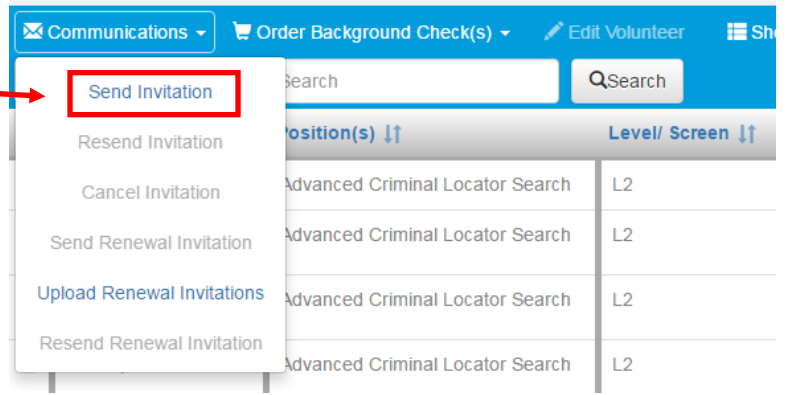 Communications Order Background Check(s) Edit Volunteer Sh
Send Invitation Search Search
Resend Invitation Position(s) Level/ Screen
Cancel Invitation Advanced Criminal Locator Search L2
Send Renewal Invitation Advanced Criminal Locator Search L2
Upload Renewal Invitations Advanced Criminal Locator Search L2
Resend Renewal Invitation Advanced Criminal Locator Search L2